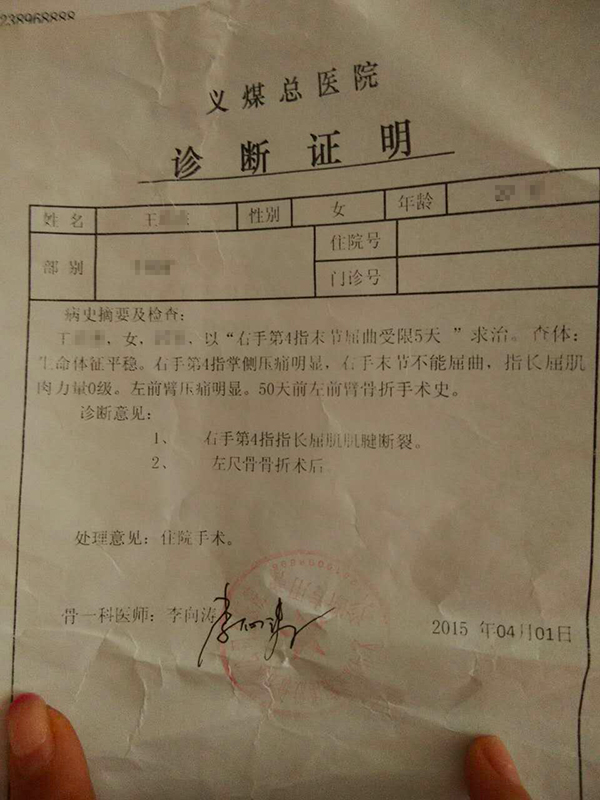 238968888
义煤总医院
诊断证明
姓名 王 性别 女 年龄
部别 住院号
门诊号
病史摘要及检查:
王 ,女, ,以“右手第4指末节屈曲受限5天 ”求治。查体:
生命体征平稳。右手第4指掌侧压痛明显,右手末节不能屈曲,指长屈肌
肉力量0级。左前臂压痛明显。50天前左前臂骨折手术史。
诊断意见:
1、 右手第4指指长屈肌肌腱断裂。
2、 左尺骨骨折术后
处理意见:住院手术。
骨一科医师:李向涛 李向涛
2015 年04月01日